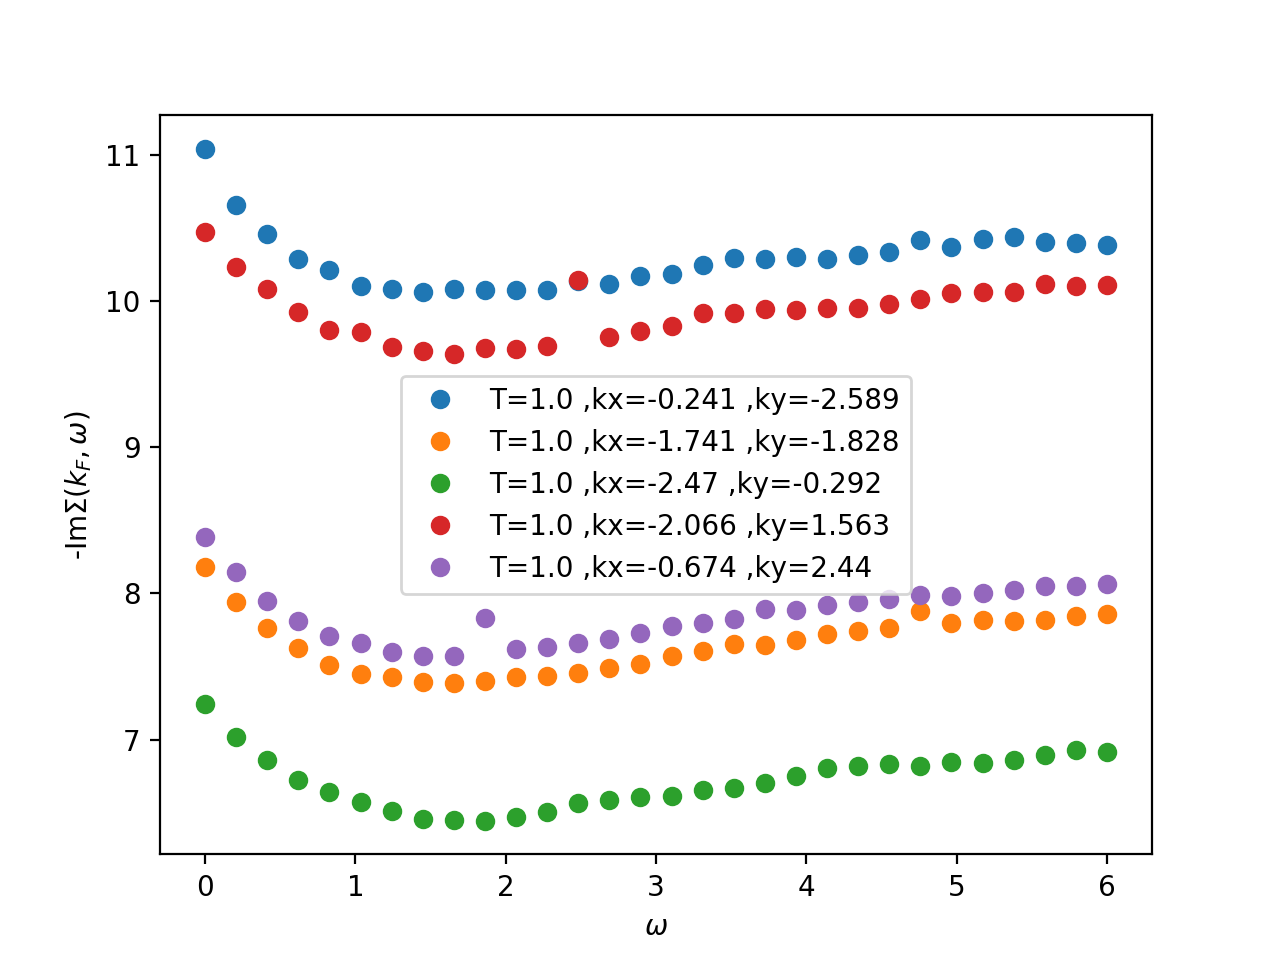 11
10
9
8
7
-ImΣ(k_F, ω)
T=1.0 ,kx=-0.241 ,ky=-2.589
T=1.0 ,kx=-1.741 ,ky=-1.828
T=1.0 ,kx=-2.47 ,ky=-0.292
T=1.0 ,kx=-2.066 ,ky=1.563
T=1.0 ,kx=-0.674 ,ky=2.44
0 1 2 3 4 5 6
ω